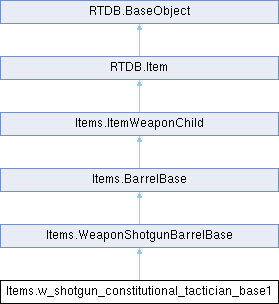 RTDB.BaseObject
RTDB.Item
Items.ItemWeaponChild
Items.BarrelBase
Items.WeaponShotgunBarrelBase
Items.w_shotgun_constitutional_tactician_base1